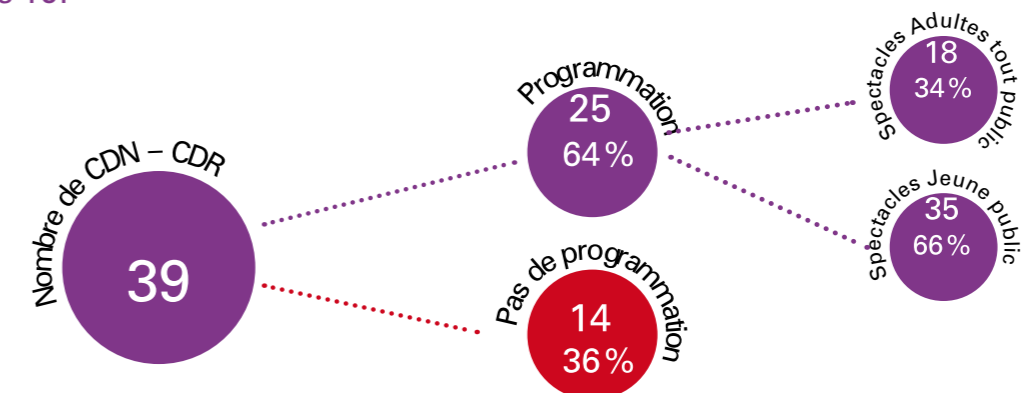 Nombre de CDN – CDR
39
Programmation
25
64%
Pas de programmation
14
36%
Spectacles Adultes tout public
18
34%
Spectacles Jeune public
35
66%